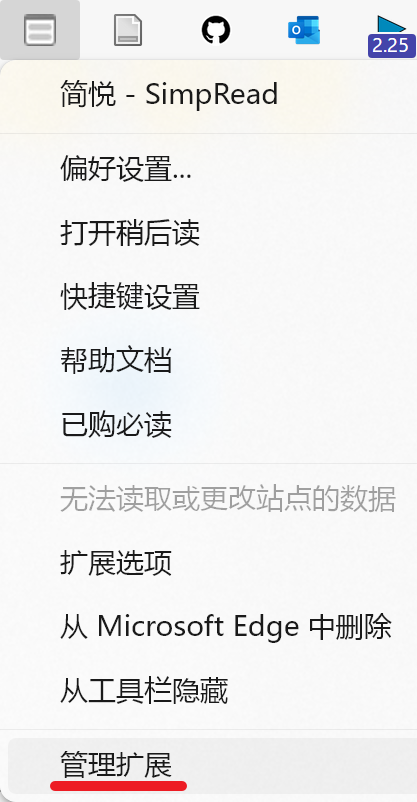 2.25
简悦 - SimpRead
偏好设置...
打开稍后读
快捷键设置
帮助文档
已购必读
无法读取或更改站点的数据
扩展选项
从 Microsoft Edge 中删除
从工具栏隐藏
管理扩展